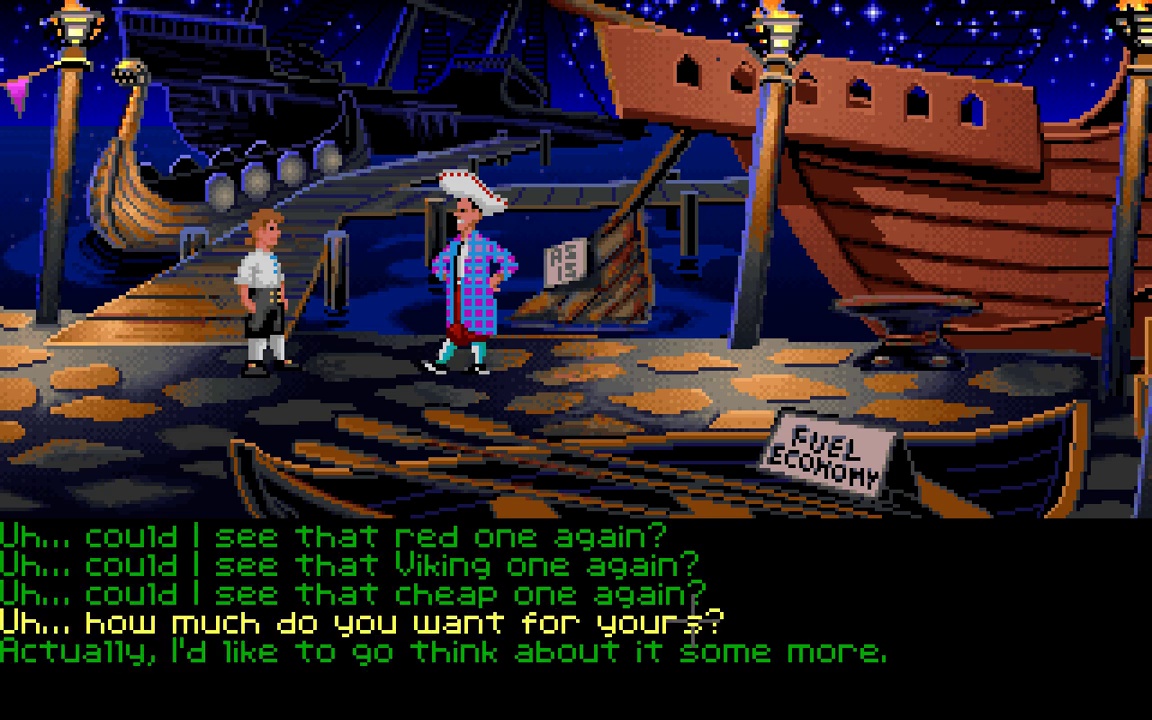 AS
IS
FUEL
ECONOMY
Uh... could I see that red one again?
Uh... could I see that Viking one again?
Uh... could I see that cheap one again?
Uh... how much do you want for yours?
Actually, I'd like to go think about it some more.